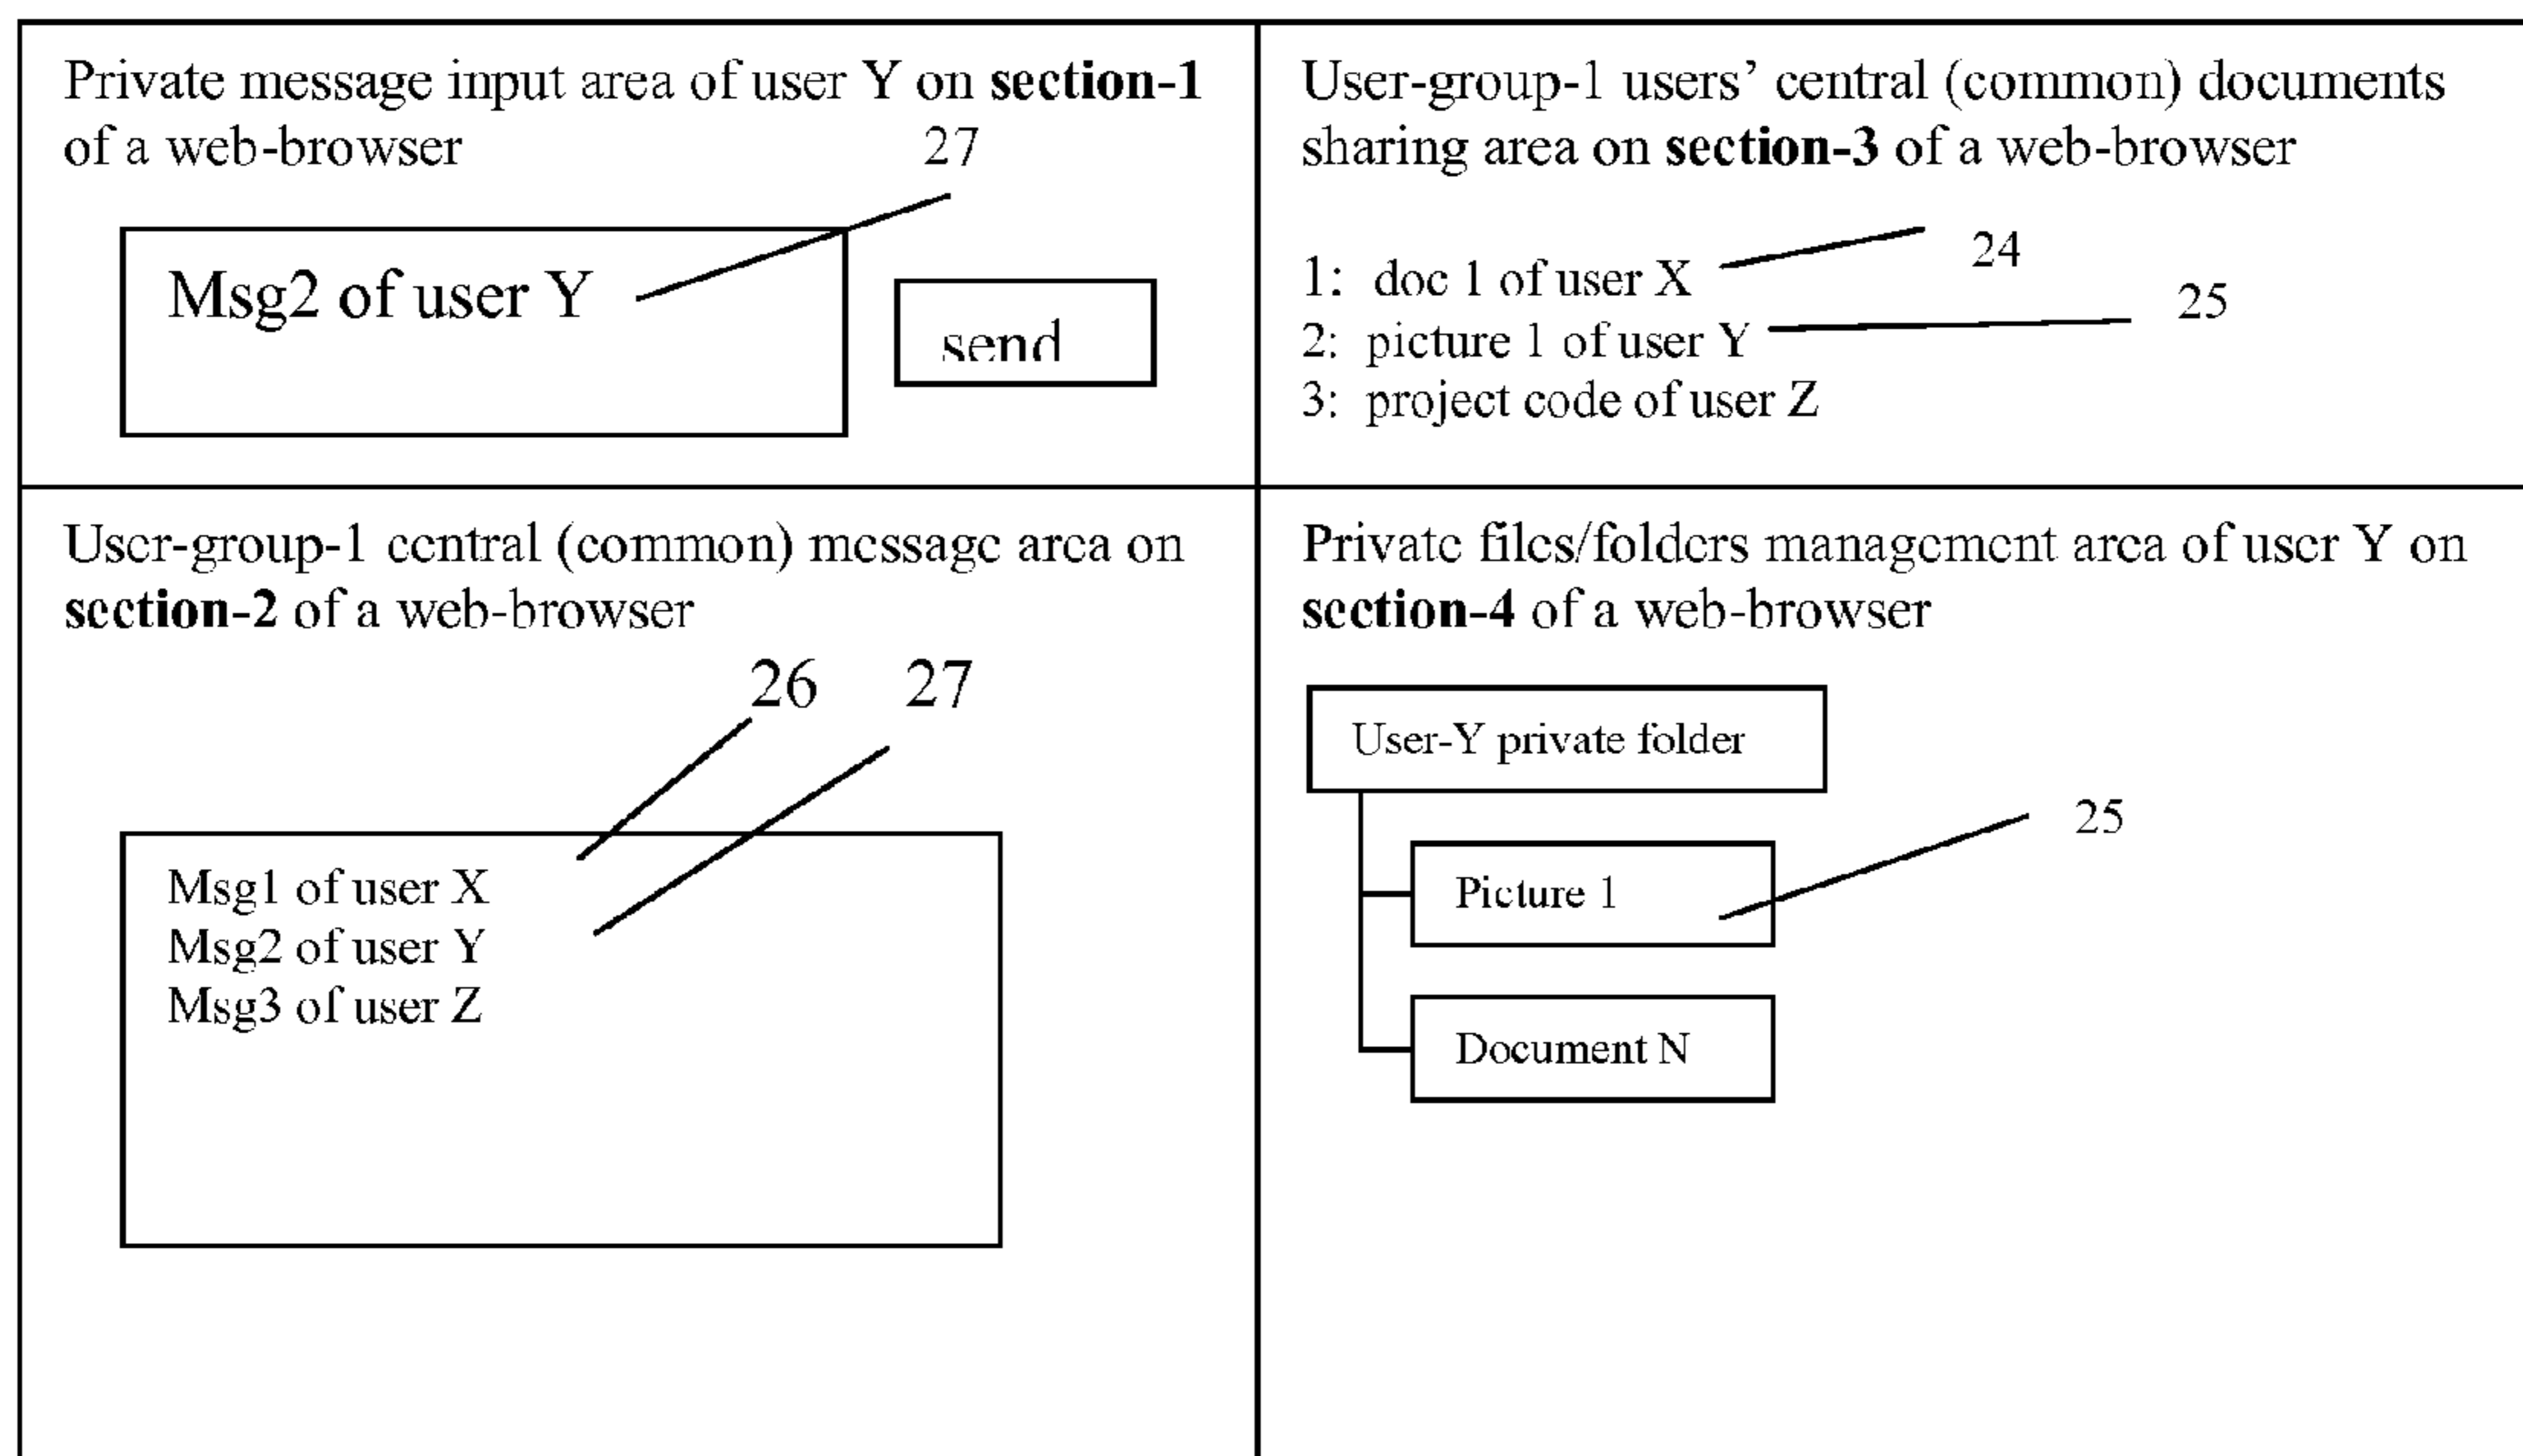 Private message input area of user Y on section-1
of a web-browser
27
Msg2 of user Y
send
User-group-1 users’ central (common) documents
sharing area on section-3 of a web-browser
24
1: doc 1 of user X
25
2: picture 1 of user Y
3: project code of user Z
User-group-1 central (common) message area on
section-2 of a web-browser
26 27
Msg1 of user X
Msg2 of user Y
Msg3 of user Z
Private files/folders management area of user Y on
section-4 of a web-browser
User-Y private folder
25
Picture 1
Document N